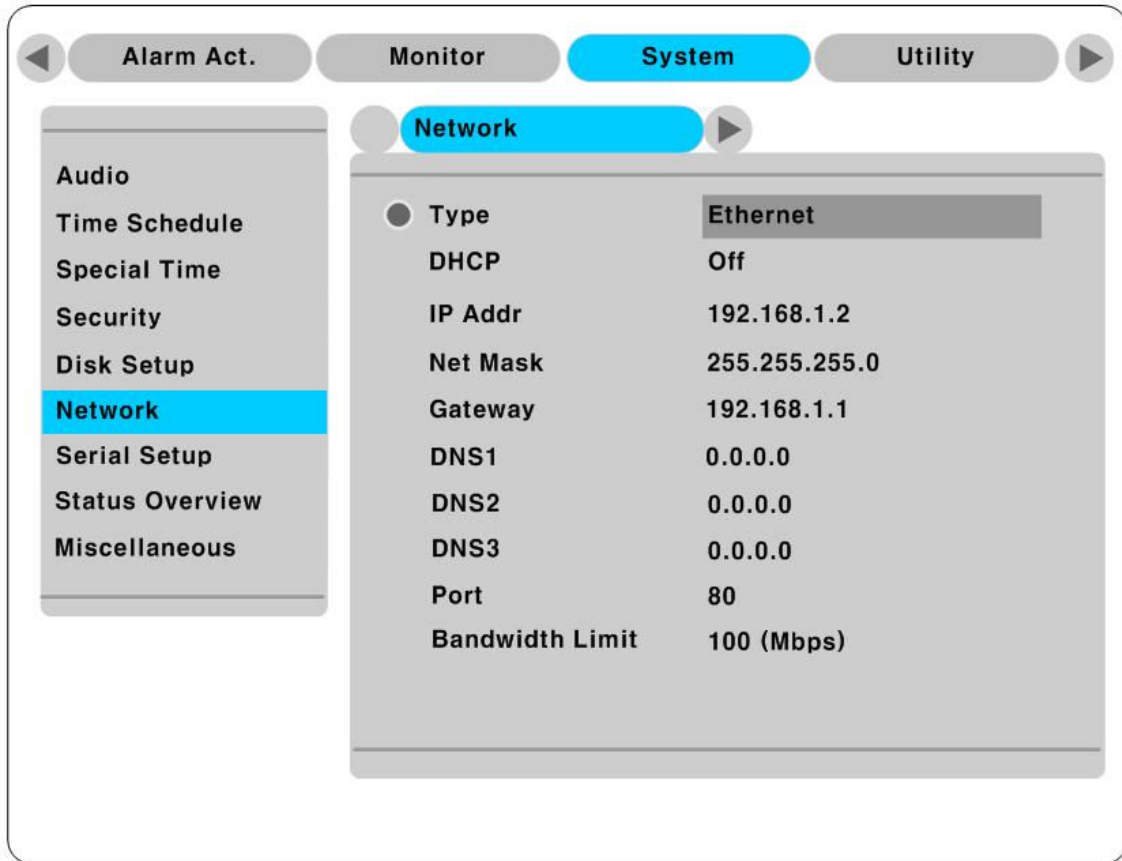 Alarm Act. Monitor System Utility
Audio
Time Schedule
Special Time
Security
Disk Setup
Network
Serial Setup
Status Overview
Miscellaneous
Network
Type Ethernet
DHCP Off
IP Addr 192.168.1.2
Net Mask 255.255.255.0
Gateway 192.168.1.1
DNS1 0.0.0.0
DNS2 0.0.0.0
DNS3 0.0.0.0
Port 80
Bandwidth Limit 100 (Mbps)